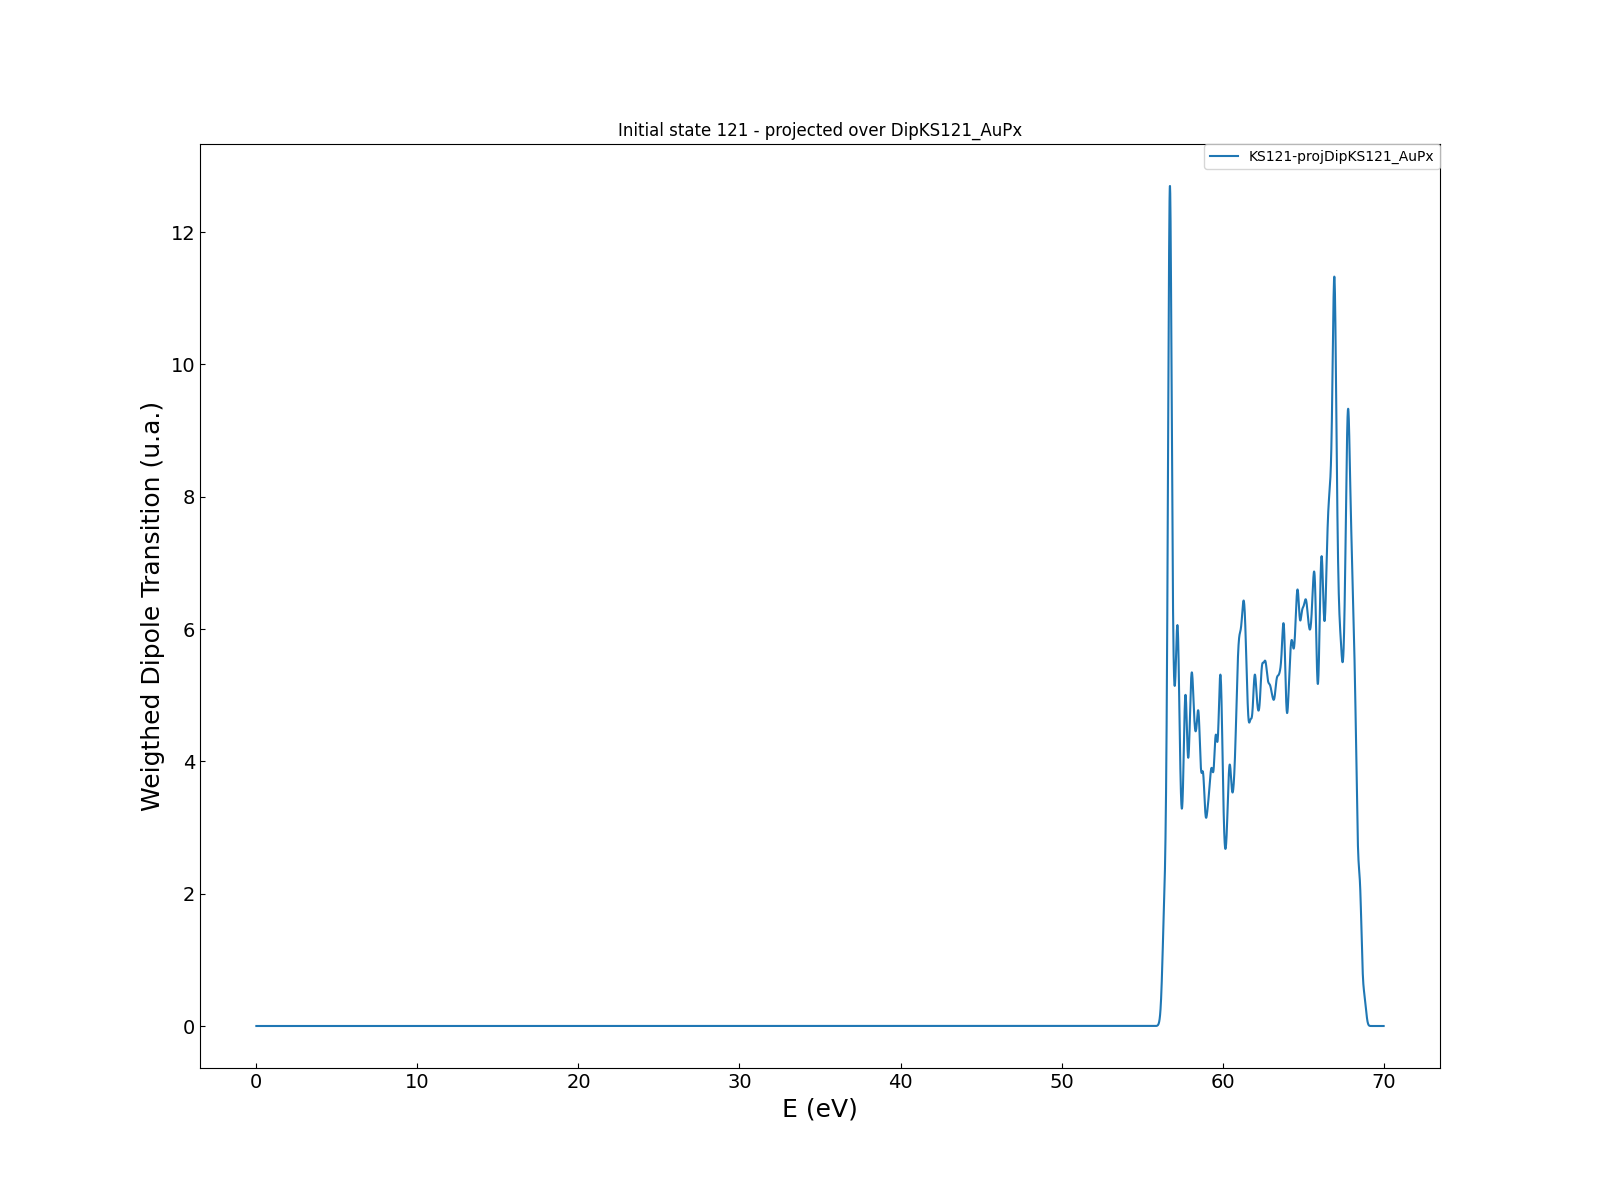 Initial state 121 - projected over DipKS121_AuPx
KS121-projDipKS121_AuPx
Weigthed Dipole Transition (u.a.)
12
10
8
6
4
2
0
0 10 20 30 40 50 60 70
E (eV)